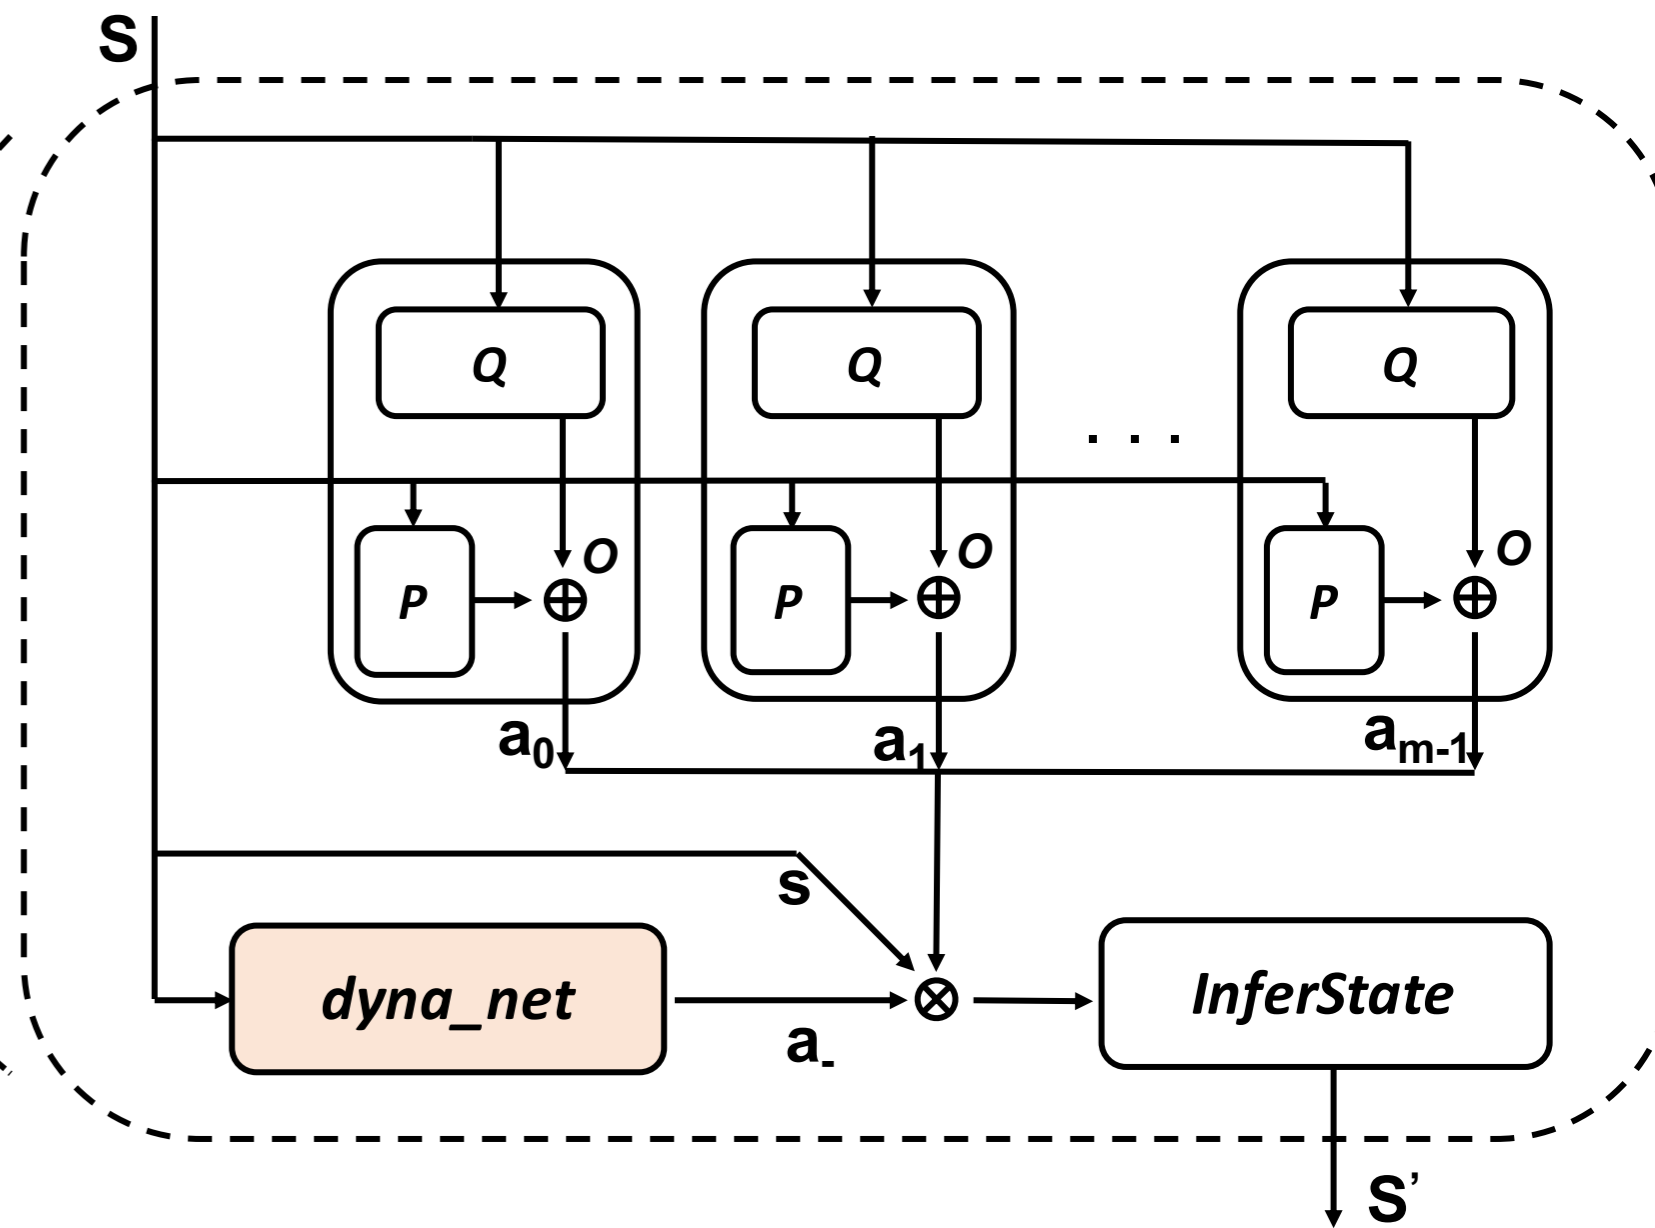 S
Q
Q
Q
. . .
O
O
O
P
P
P
a0
a1
am-1
s
dyna_net
InferState
a-
S’